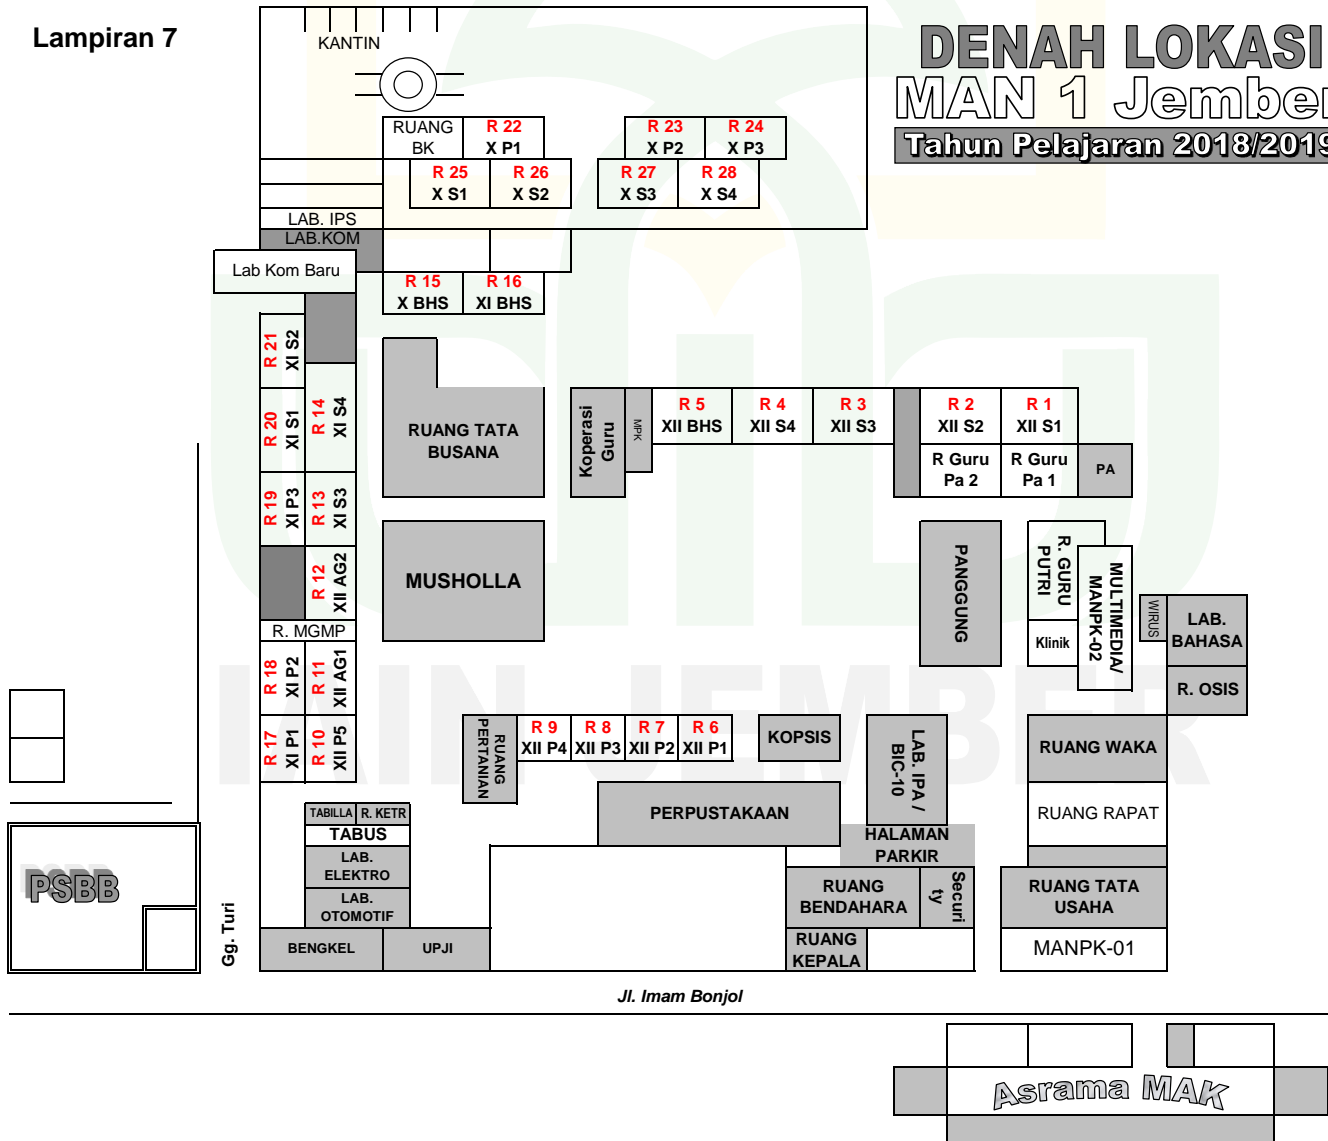 Lampiran 7
DENAH LOKASI
MAN 1 Jember
Tahun Pelajaran 2018/2019
KANTIN
RUANG
BK
R 22
X P1
R 23
X P2
R 24
X P3
R 25
X S1
R 26
X S2
R 27
X S3
R 28
X S4
LAB. IPS
LAB.KOM
Lab Kom Baru
R 15
X BHS
R 16
XI BHS
R 21
XI S2
R 20
XI S1
R 14
XI S4
R 19
XI P3
R 13
XI S3
R 12
XII AG2
R. MGMP
R 18
XI P2
R 11
XII AG1
R 17
XI P1
R 10
XII P5
RUANG TATA
BUSANA
Koperasi
Guru
MPK
R 5
XII BHS
R 4
XII S4
R 3
XII S3
R 2
XII S2
R 1
XII S1
R Guru
Pa 2
R Guru
Pa 1
PA
MUSHOLLA
PANGGUNG
R. GURU
PUTRI
Klinik
MULTIMEDIA/
MANPK-02
WIRUS
LAB.
BAHASA
R. OSIS
IAIN JEMBER
RUANG
PERTANIAN
R 9
XII P4
R 8
XII P3
R 7
XII P2
R 6
XII P1
KOPSIS
LAB. IPA /
BIC-10
RUANG WAKA
RUANG RAPAT
PERPUSTAKAAN
HALAMAN
PARKIR
TABILLA
R. KETR
TABUS
LAB.
ELEKTRO
LAB.
OTOMOTIF
BENGKEL
UPJI
RUANG
BENDAHARA
Securi
ty
RUANG
KEPALA
RUANG TATA
USAHA
MANPK-01
PSBB
Gg. Turi
Jl. Imam Bonjol
Asrama MAK